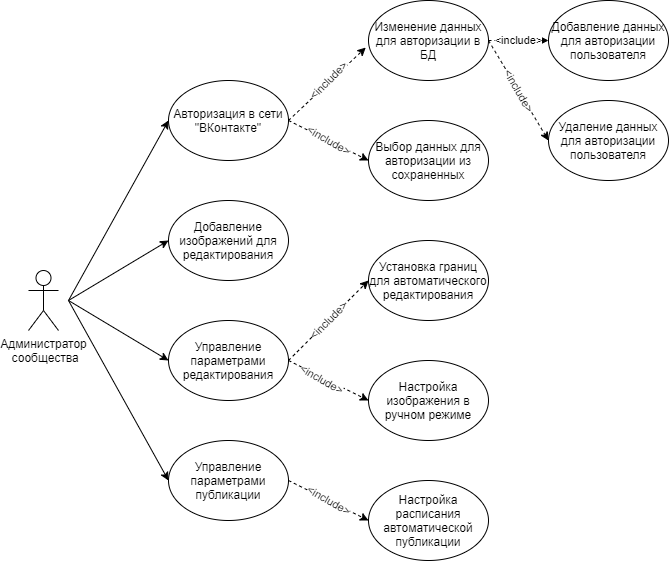 Изменение данных
для авторизации в
БД
<include>
Добавление данных
для авторизации
пользователя
<include>
Авторизация в сети
"ВКонтакте"
<include>
<include>
Удаление данных
для авторизации
пользователя
Выбор данных для
авторизации из
сохраненных
Добавление
изображений для
редактирования
Установка границ
для автоматического
редактирования
Администратор
сообщества
<include>
Управление
параметрами
редактирования
<include>
Настройка
изображения в
ручном режиме
Управление
параметрами
публикации
<include>
Настройка
расписания
автоматической
публикации